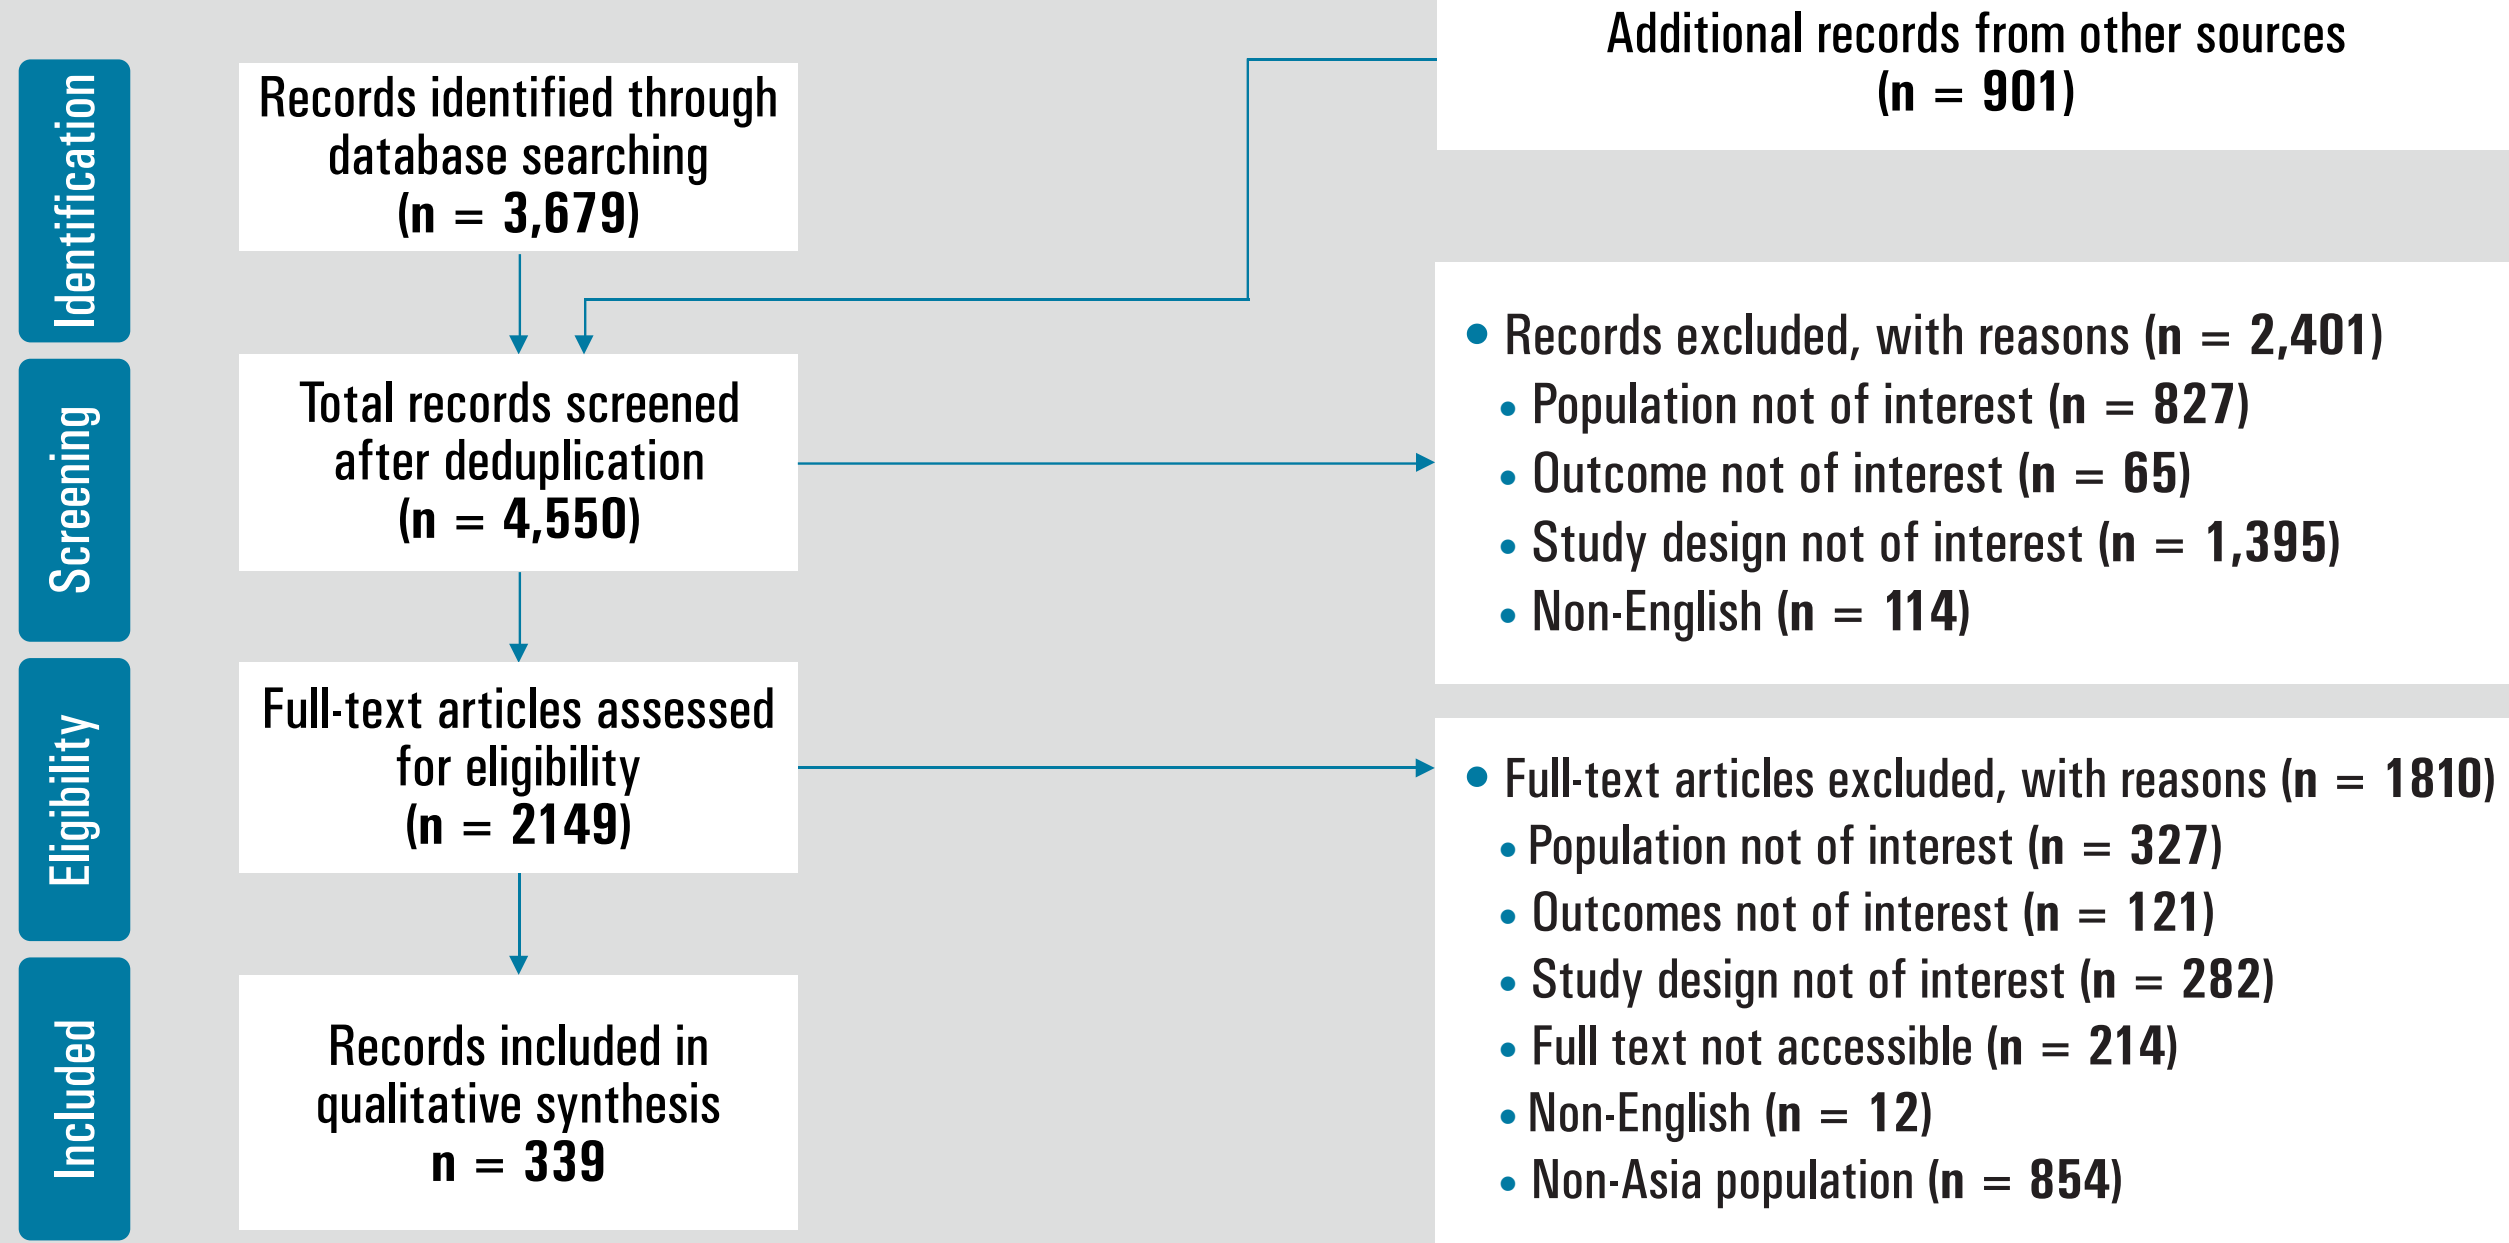 Identification
Records identified through
database searching
(n = 3,679)
Additional records from other sources
(n = 901)
Screening
Total records screened
after deduplication
(n = 4,550)
• Records excluded, with reasons (n = 2,401)
• Population not of interest (n = 827)
• Outcome not of interest (n = 65)
• Study design not of interest (n = 1,395)
• Non-English (n = 114)
Eligibility
Full-text articles assessed
for eligibility
(n = 2149)
• Full-text articles excluded, with reasons (n = 1810)
• Population not of interest (n = 327)
• Outcomes not of interest (n = 121)
• Study design not of interest (n = 282)
• Full text not accessible (n = 214)
• Non-English (n = 12)
• Non-Asia population (n = 854)
Included
Records included in
qualitative synthesis
n = 339